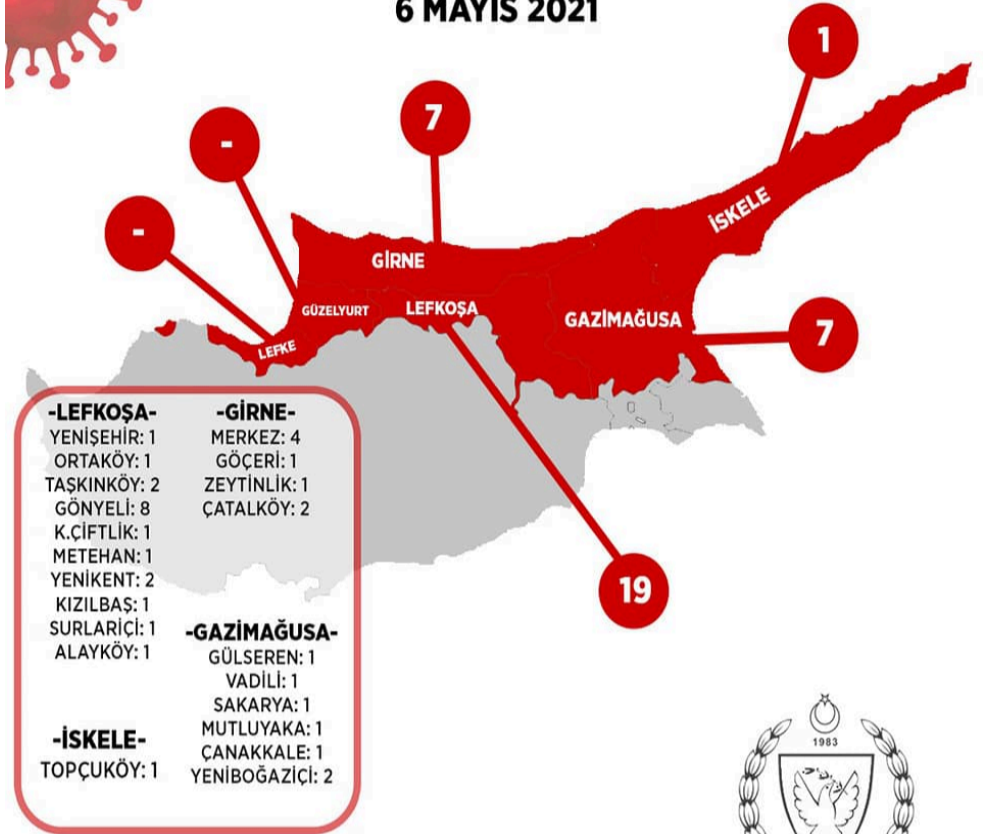 6 MAYIS 2021
1
7
-
-
İSKELE
GİRNE
GÜZELYURT
LEFKOŞA
GAZİMAĞUSA
LEFKE
7
19
-LEFKOŞA-
YENİŞEHİR: 1
ORTAKÖY: 1
TAŞKINKÖY: 2
GÖNYELİ: 8
K.ÇİFTLİK: 1
METEHAN: 1
YENİKENT: 2
KIZILBAŞ: 1
SURLARİÇİ: 1
ALAYKÖY: 1
-İSKELE-
TOPÇUKÖY: 1
-GİRNE-
MERKEZ: 4
GÖÇERİ: 1
ZEYTİNLİK: 1
ÇATALKÖY: 2
-GAZİMAĞUSA-
GÜLSEREN: 1
VADİLİ: 1
SAKARYA: 1
MUTLUYAKA: 1
ÇANAKKALE: 1
YENİBOĞAZİÇİ: 2
1983